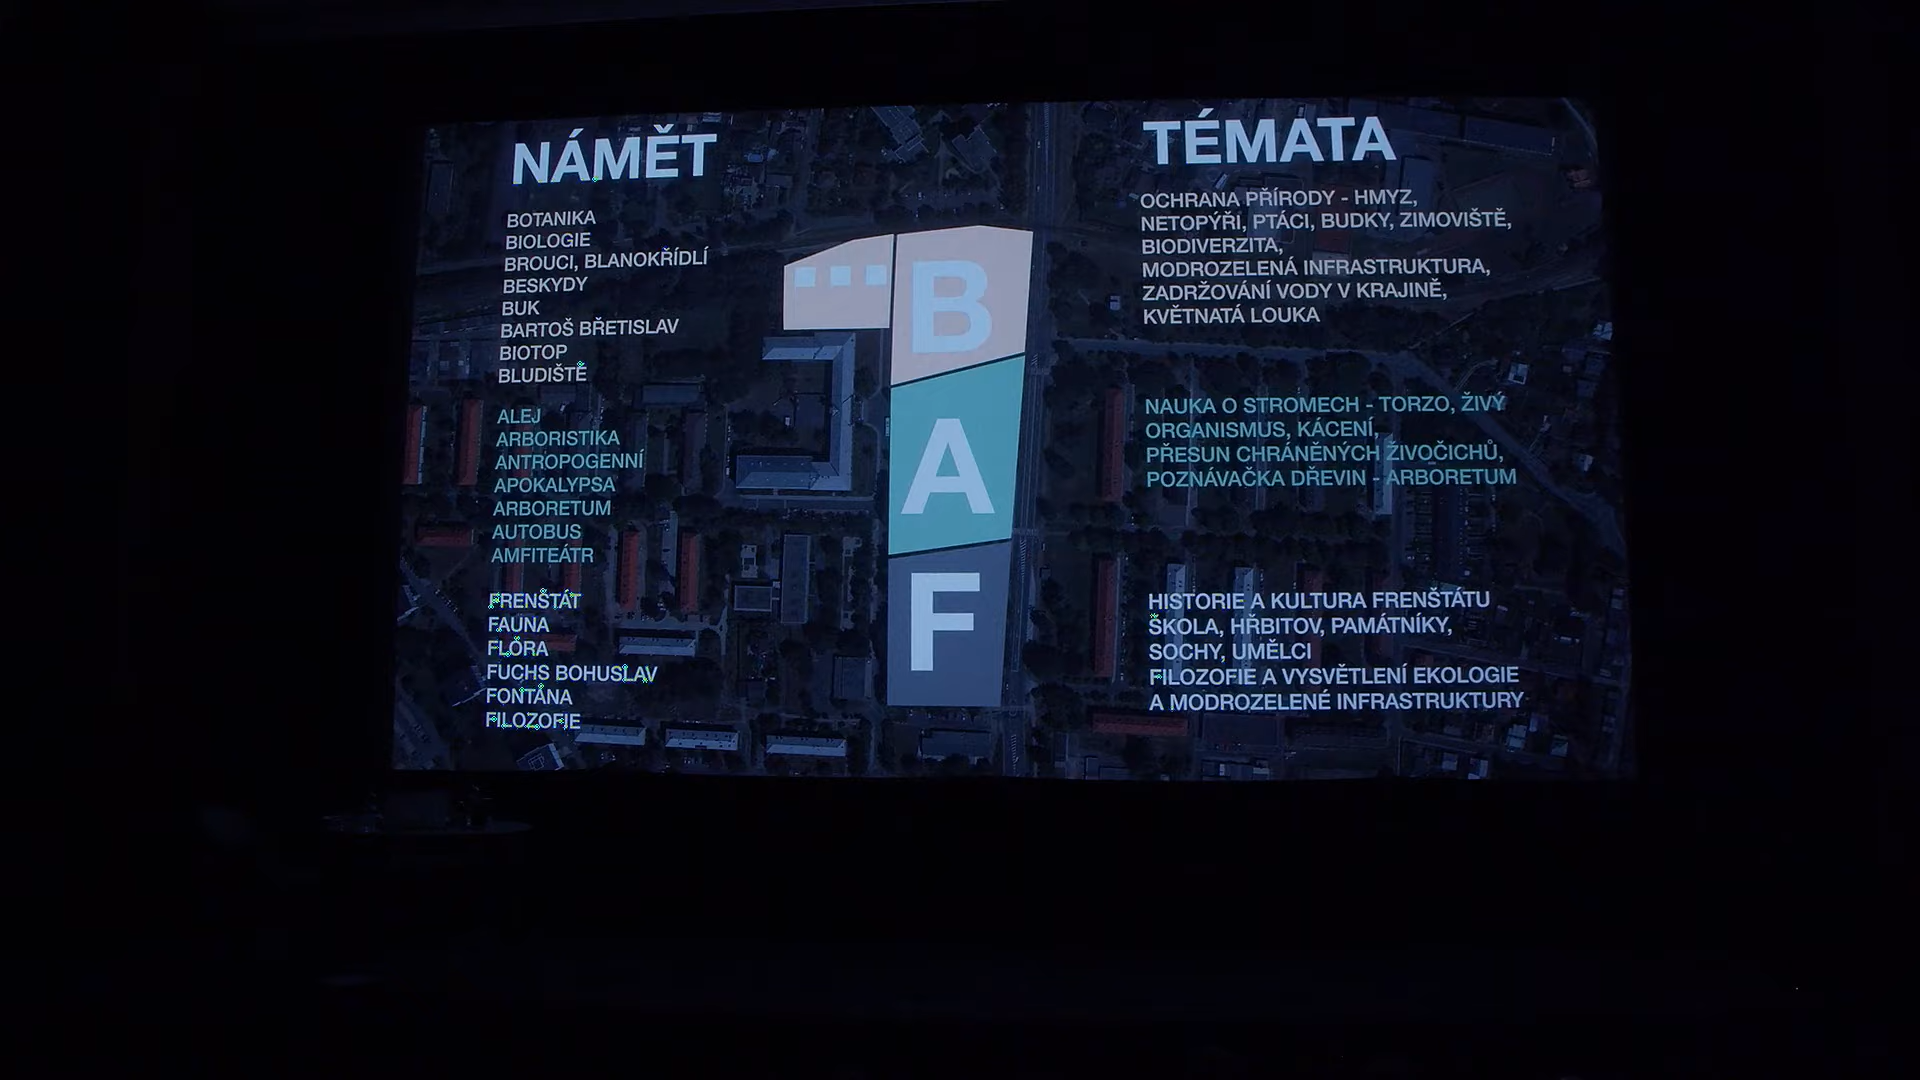 NÁMĚT
BOTANIKA
BIOLOGIE
BROUCI, BLANOKŘÍDLÍ
BESKYDY
BUK
BARTOŠ BŘETISLAV
BIOTOP
BLUDIŠTĚ
ALEJ
ARBORISTIKA
ANTROPOGENNÍ
APOKALYPSA
ARBORETUM
AUTOBUS
AMFITEÁTR
FRENŠTÁT
FAUNA
FLÓRA
FUCHS BOHUSLAV
FONTÁNA
FILOZOFIE
B
A
F
TÉMATA
OCHRANA PŘÍRODY - HMYZ,
NETOPÝŘI, PTÁCI, BUDKY, ZIMOVIŠTĚ,
BIODIVERZITA,
MODROZELENÁ INFRASTRUKTURA,
ZADRŽOVÁNÍ VODY V KRAJINĚ,
KVĚTNATÁ LOUKA
NAUKA O STROMECH - TORZO, ŽIVÝ
ORGANISMUS, KÁCENÍ,
PŘESUN CHRÁNĚNÝCH ŽIVOČICHŮ,
POZNÁVAČKA DŘEVIN - ARBORETUM
HISTORIE A KULTURA FRENŠTÁTU
ŠKOLA, HŘBITOV, PAMÁTNÍKY,
SOCHY, UMĚLCI
FILOZOFIE A VYSVĚTLENÍ EKOLOGIE
A MODROZELENÉ INFRASTRUKTURY